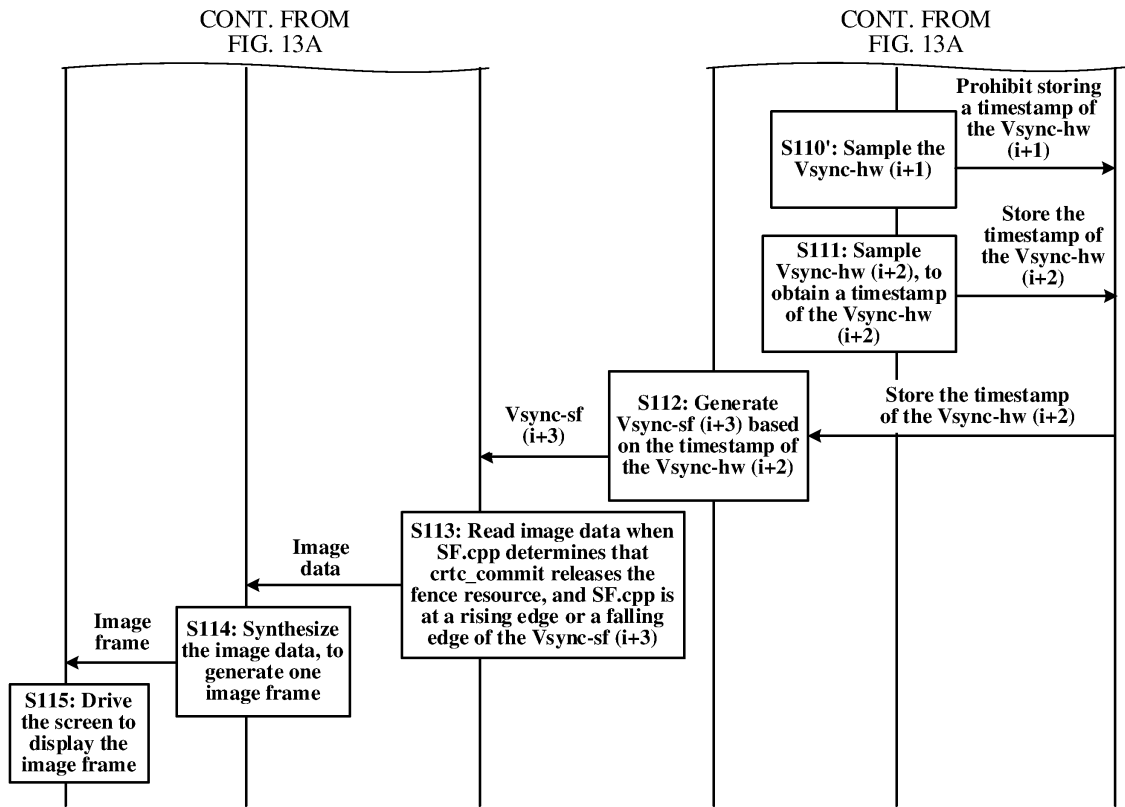 CONT. FROM
FIG. 13A
CONT. FROM
FIG. 13A
Prohibit storing
a timestamp of
the Vsync-hw
(i+1)
S110': Sample the
Vsync-hw (i+1)
Store the
timestamp of
the Vsync-hw
(i+2)
S111: Sample
Vsync-hw (i+2), to
obtain a timestamp
of the Vsync-hw
(i+2)
Store the timestamp
of the Vsync-hw (i+2)
S112: Generate
Vsync-sf (i+3) based
on the timestamp of
the Vsync-hw (i+2)
Vsync-sf
(i+3)
S113: Read image data when
SF.cpp determines that
crtc_commit releases the
fence resource, and SF.cpp is
at a rising edge or a falling
edge of the Vsync-sf (i+3)
Image
data
S114: Synthesize
the image data, to
generate one
image frame
Image
frame
S115: Drive
the screen to
display the
image frame